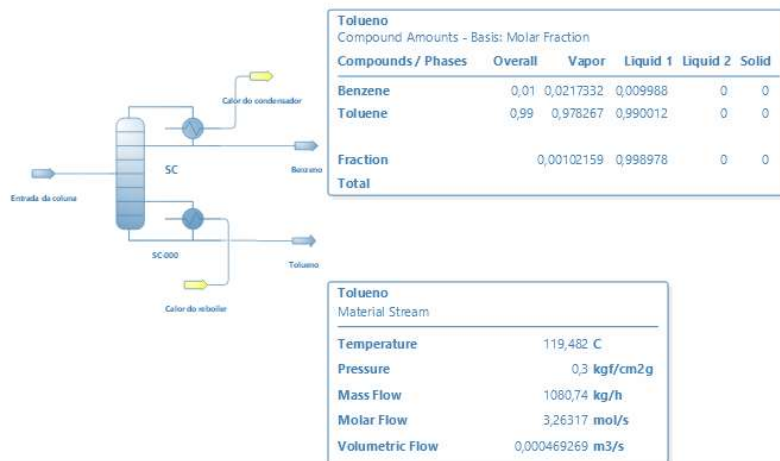 Calor do condensador
SC
Benzeno
Entrada da coluna
SC-000
Tolueno
Calor do reboiler
Tolueno
Compound Amounts - Basis: Molar Fraction
Compounds / Phases Overall Vapor Liquid 1 Liquid 2 Solid
Benzene 0,01 0,0217332 0,009988 0 0
Toluene 0,99 0,978267 0,990012 0 0
Fraction 0,00102159 0,998978 0 0
Total
Tolueno
Material Stream
Temperature 119,482 C
Pressure 0,3 kgf/cm2g
Mass Flow 1080,74 kg/h
Molar Flow 3,26317 mol/s
Volumetric Flow 0,000469269 m3/s